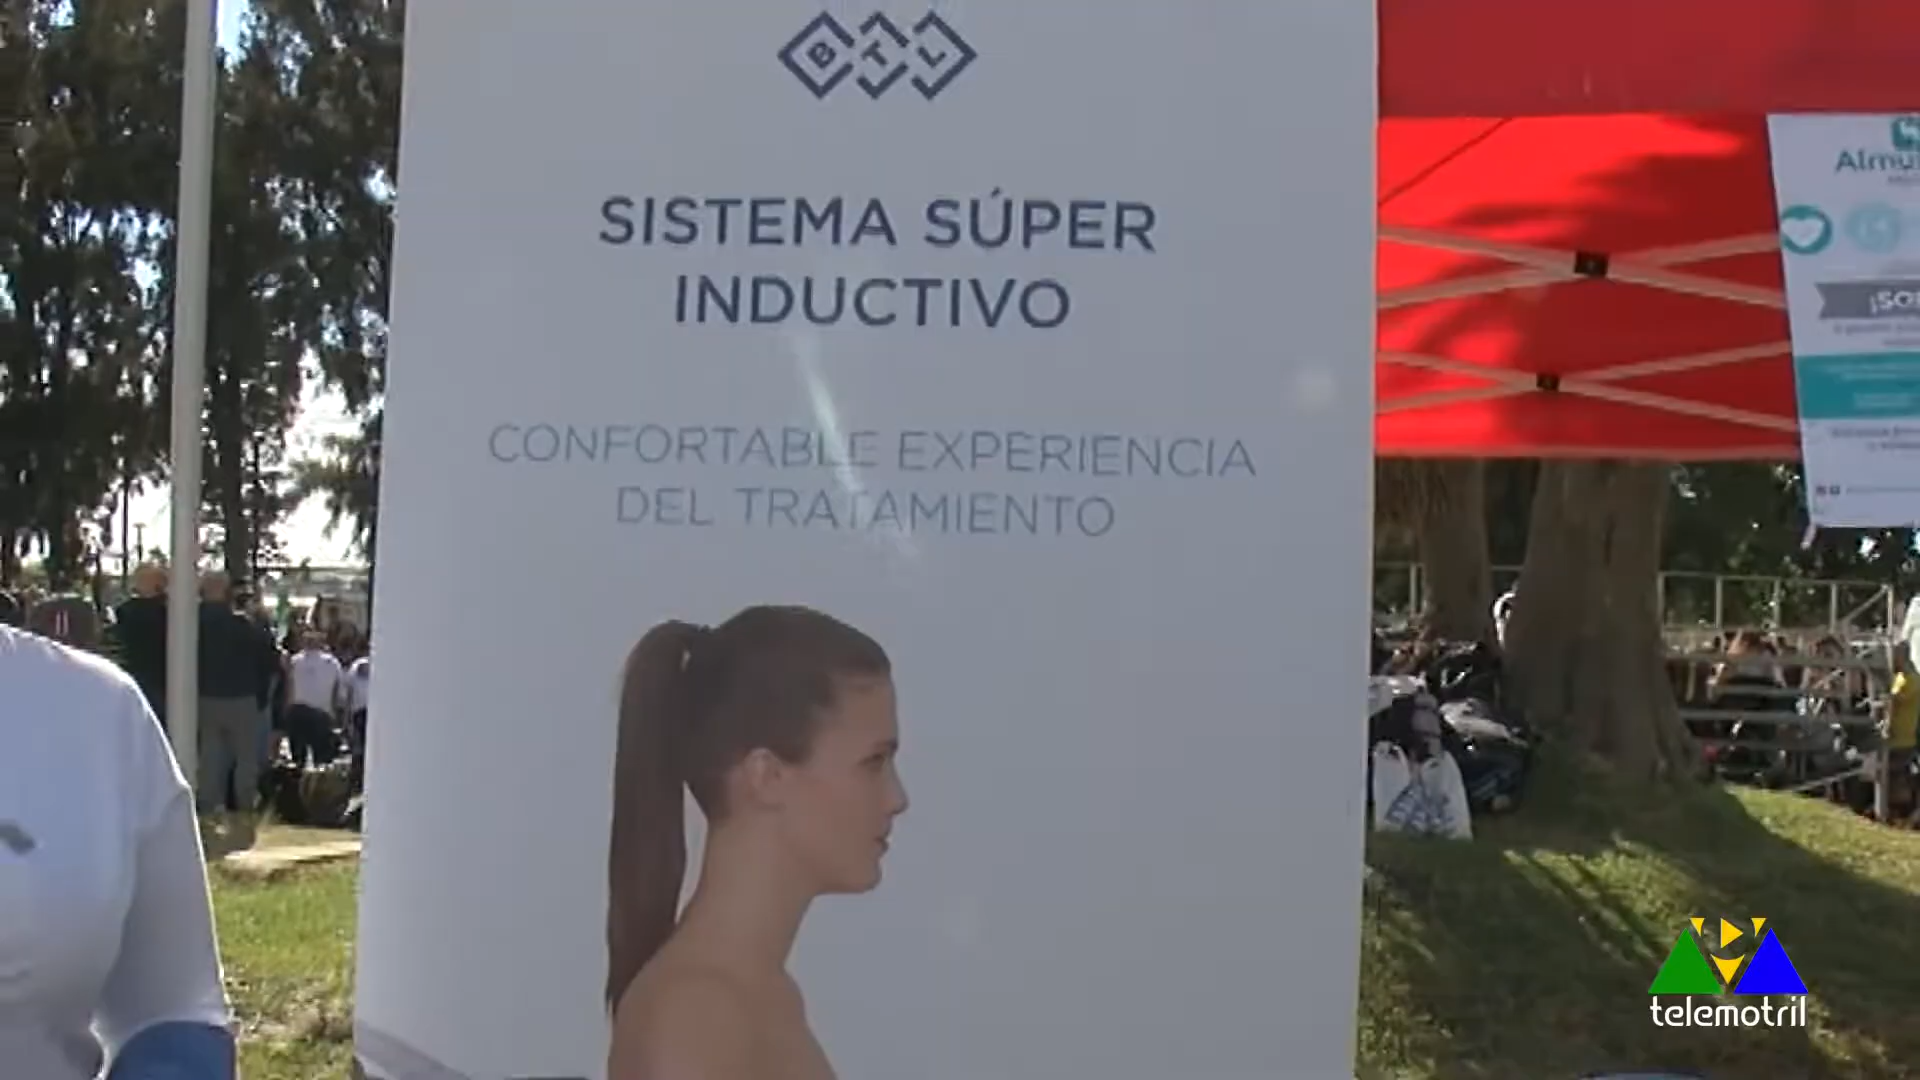 BTL
SISTEMA SÚPER
INDUCTIVO
CONFORTABLE EXPERIENCIA
DEL TRATAMIENTO
telemotril